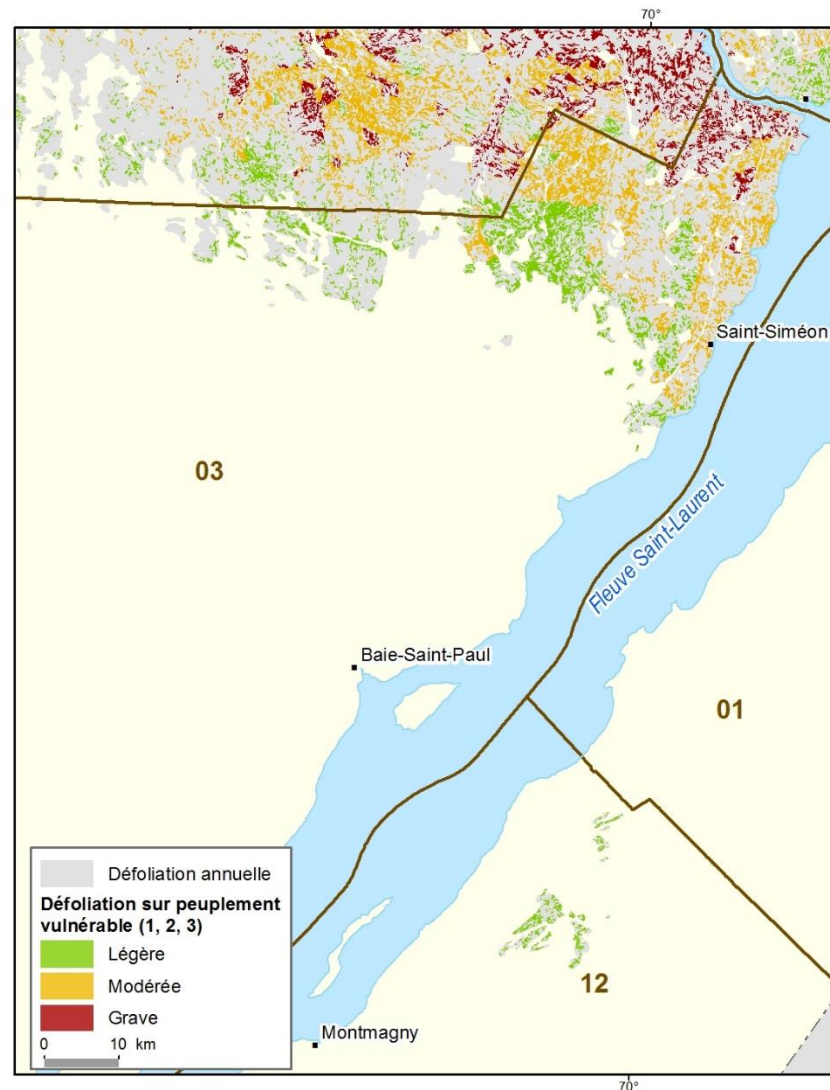 70°
Saint-Siméon
03
Fleuve Saint-Laurent
Baie-Saint-Paul
01
Défoliation annuelle
Défoliation sur peuplement
vulnérable (1, 2, 3)
Légère
Modérée
Grave
0 10 km
12
Montmagny
70°